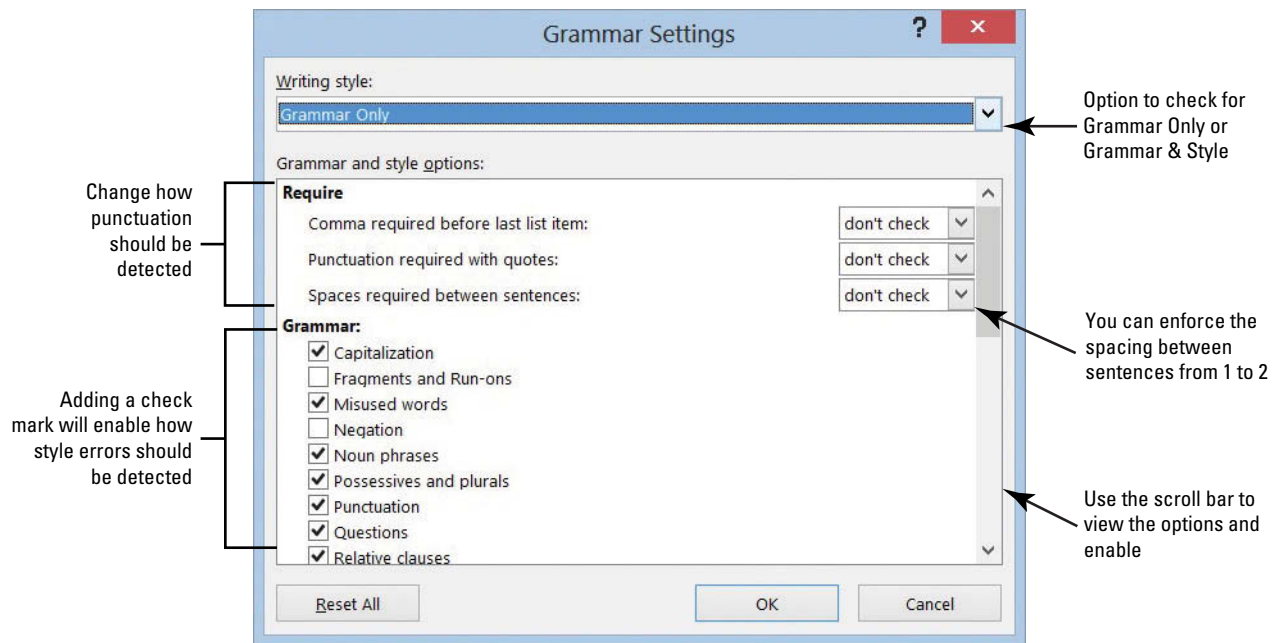 Grammar Settings
?
Writing style:
Grammar Only
Option to check for
Grammar Only or
Grammar & Style
Grammar and style options:
Change how
punctuation
should be
detected
Require
Comma required before last list item: don't check
Punctuation required with quotes: don't check
Spaces required between sentences: don't check
You can enforce the
spacing between
sentences from 1 to 2
Grammar:
Capitalization
Fragments and Run-ons
Misused words
Negation
Noun phrases
Possessives and plurals
Punctuation
Questions
Relative clauses
Adding a check
mark will enable how
style errors should
be detected
Use the scroll bar to
view the options and
enable
Reset All
OK
Cancel